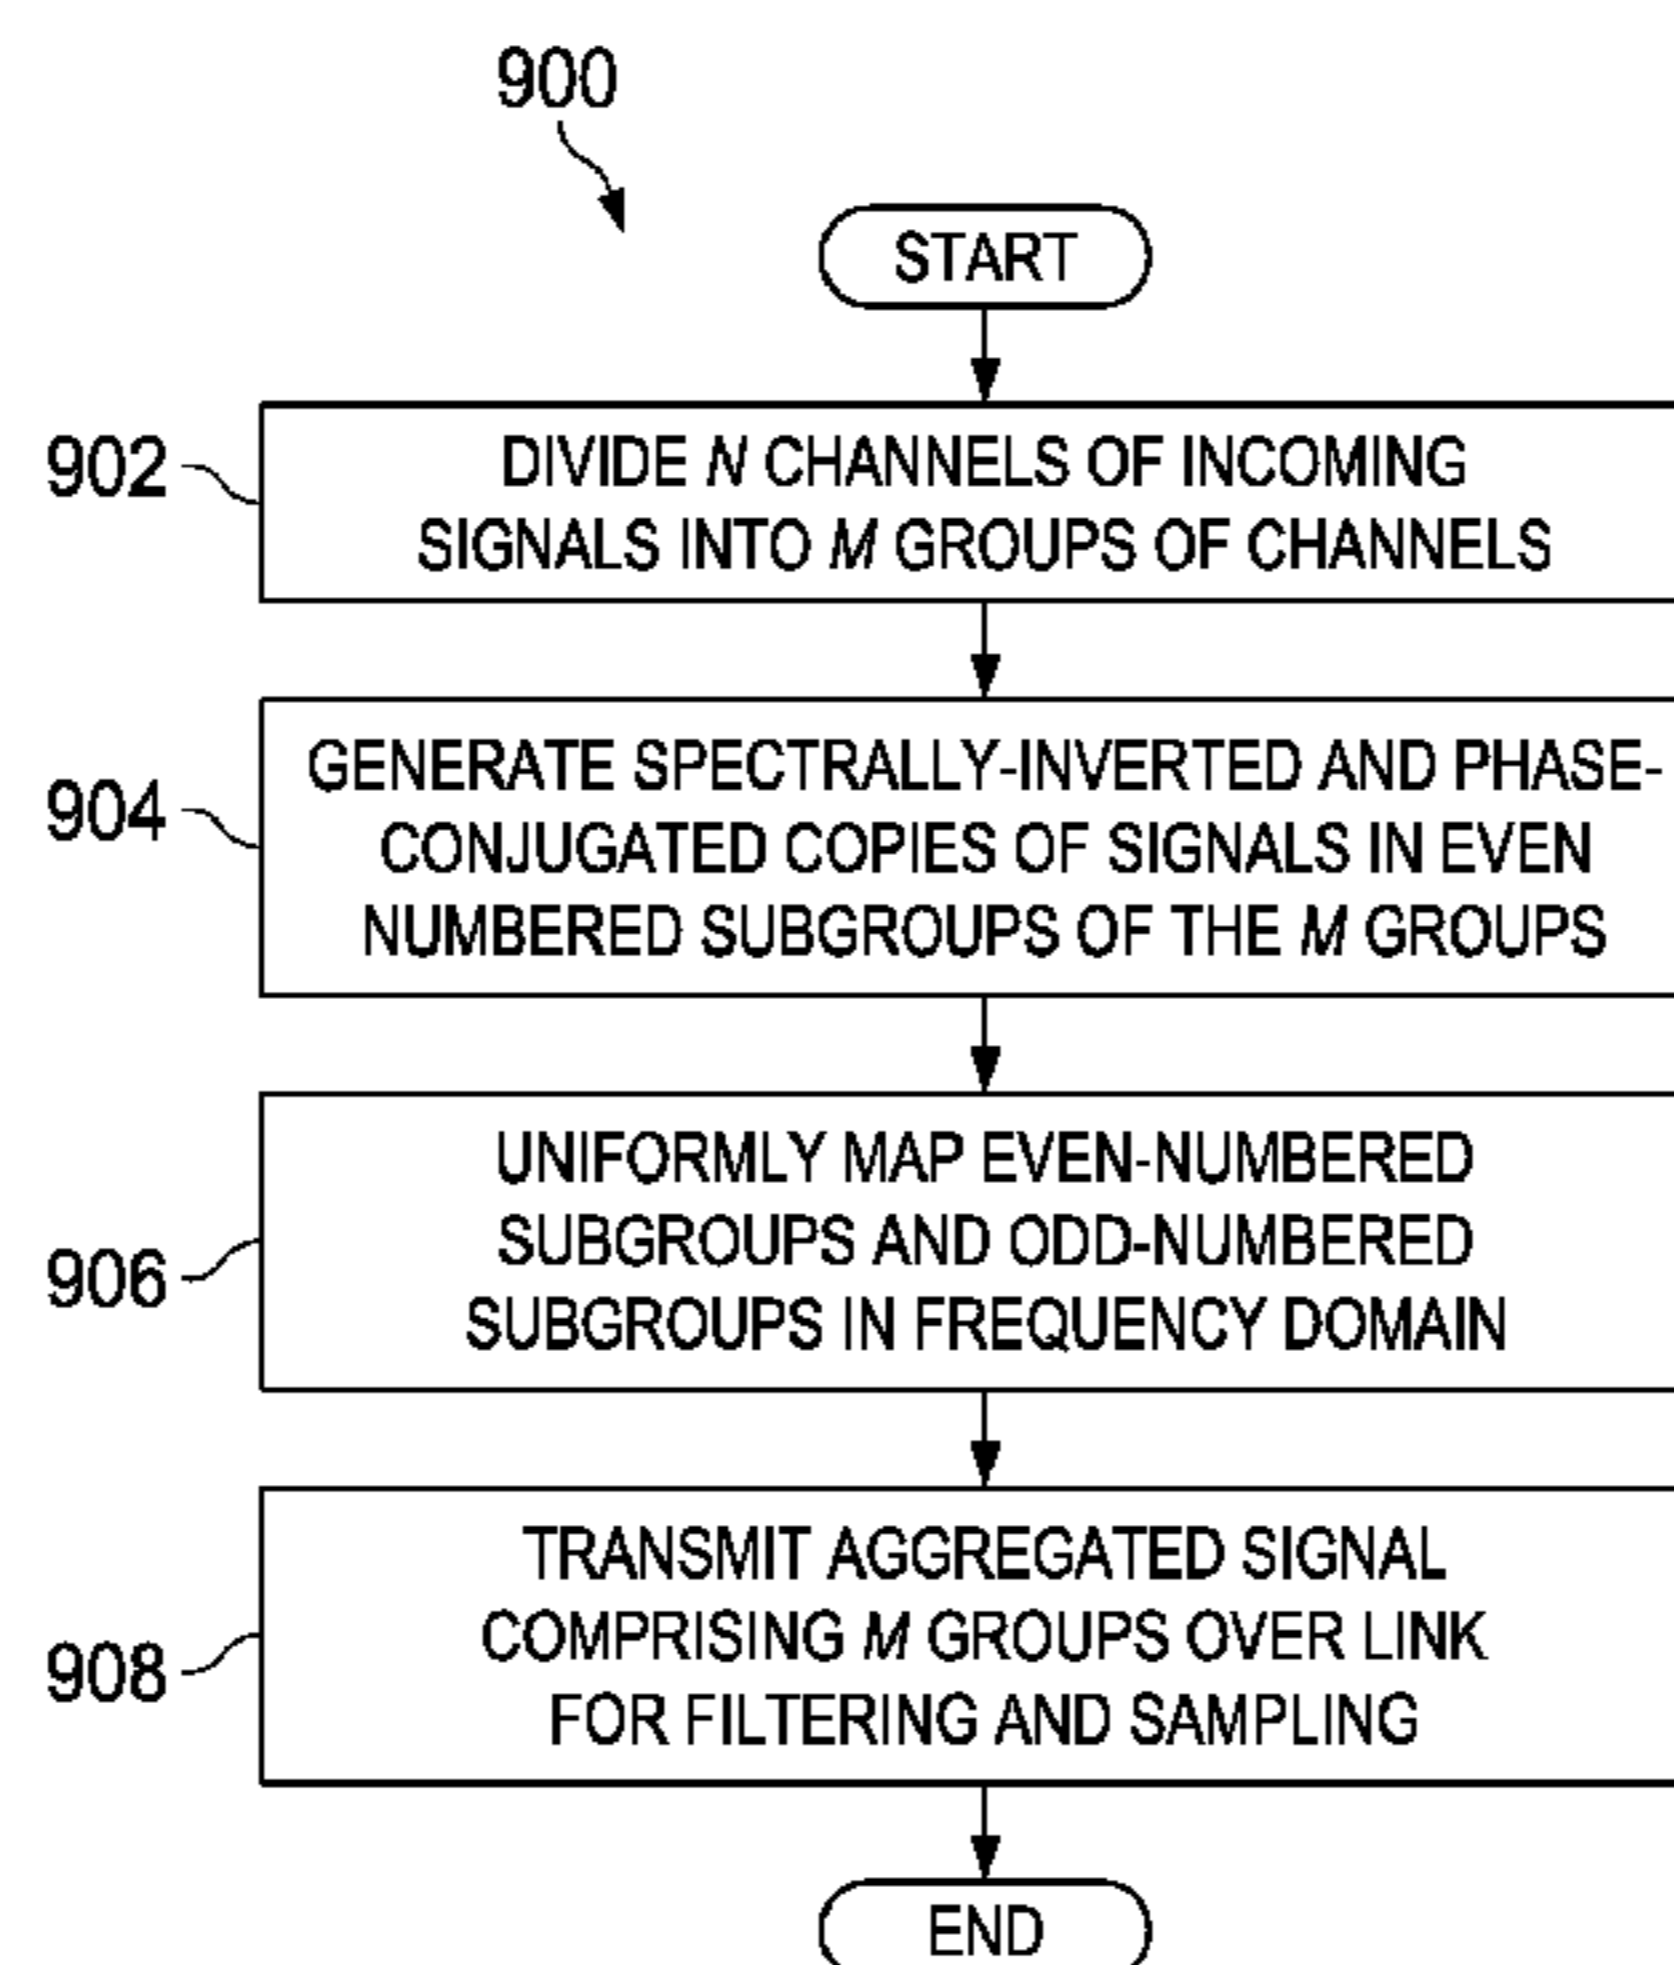 900
START
902
DIVIDE N CHANNELS OF INCOMING
SIGNALS INTO M GROUPS OF CHANNELS
904
GENERATE SPECTRALLY-INVERTED AND PHASE-
CONJUGATED COPIES OF SIGNALS IN EVEN
NUMBERED SUBGROUPS OF THE M GROUPS
906
UNIFORMLY MAP EVEN-NUMBERED
SUBGROUPS AND ODD-NUMBERED
SUBGROUPS IN FREQUENCY DOMAIN
908
TRANSMIT AGGREGATED SIGNAL
COMPRISING M GROUPS OVER LINK
FOR FILTERING AND SAMPLING
END